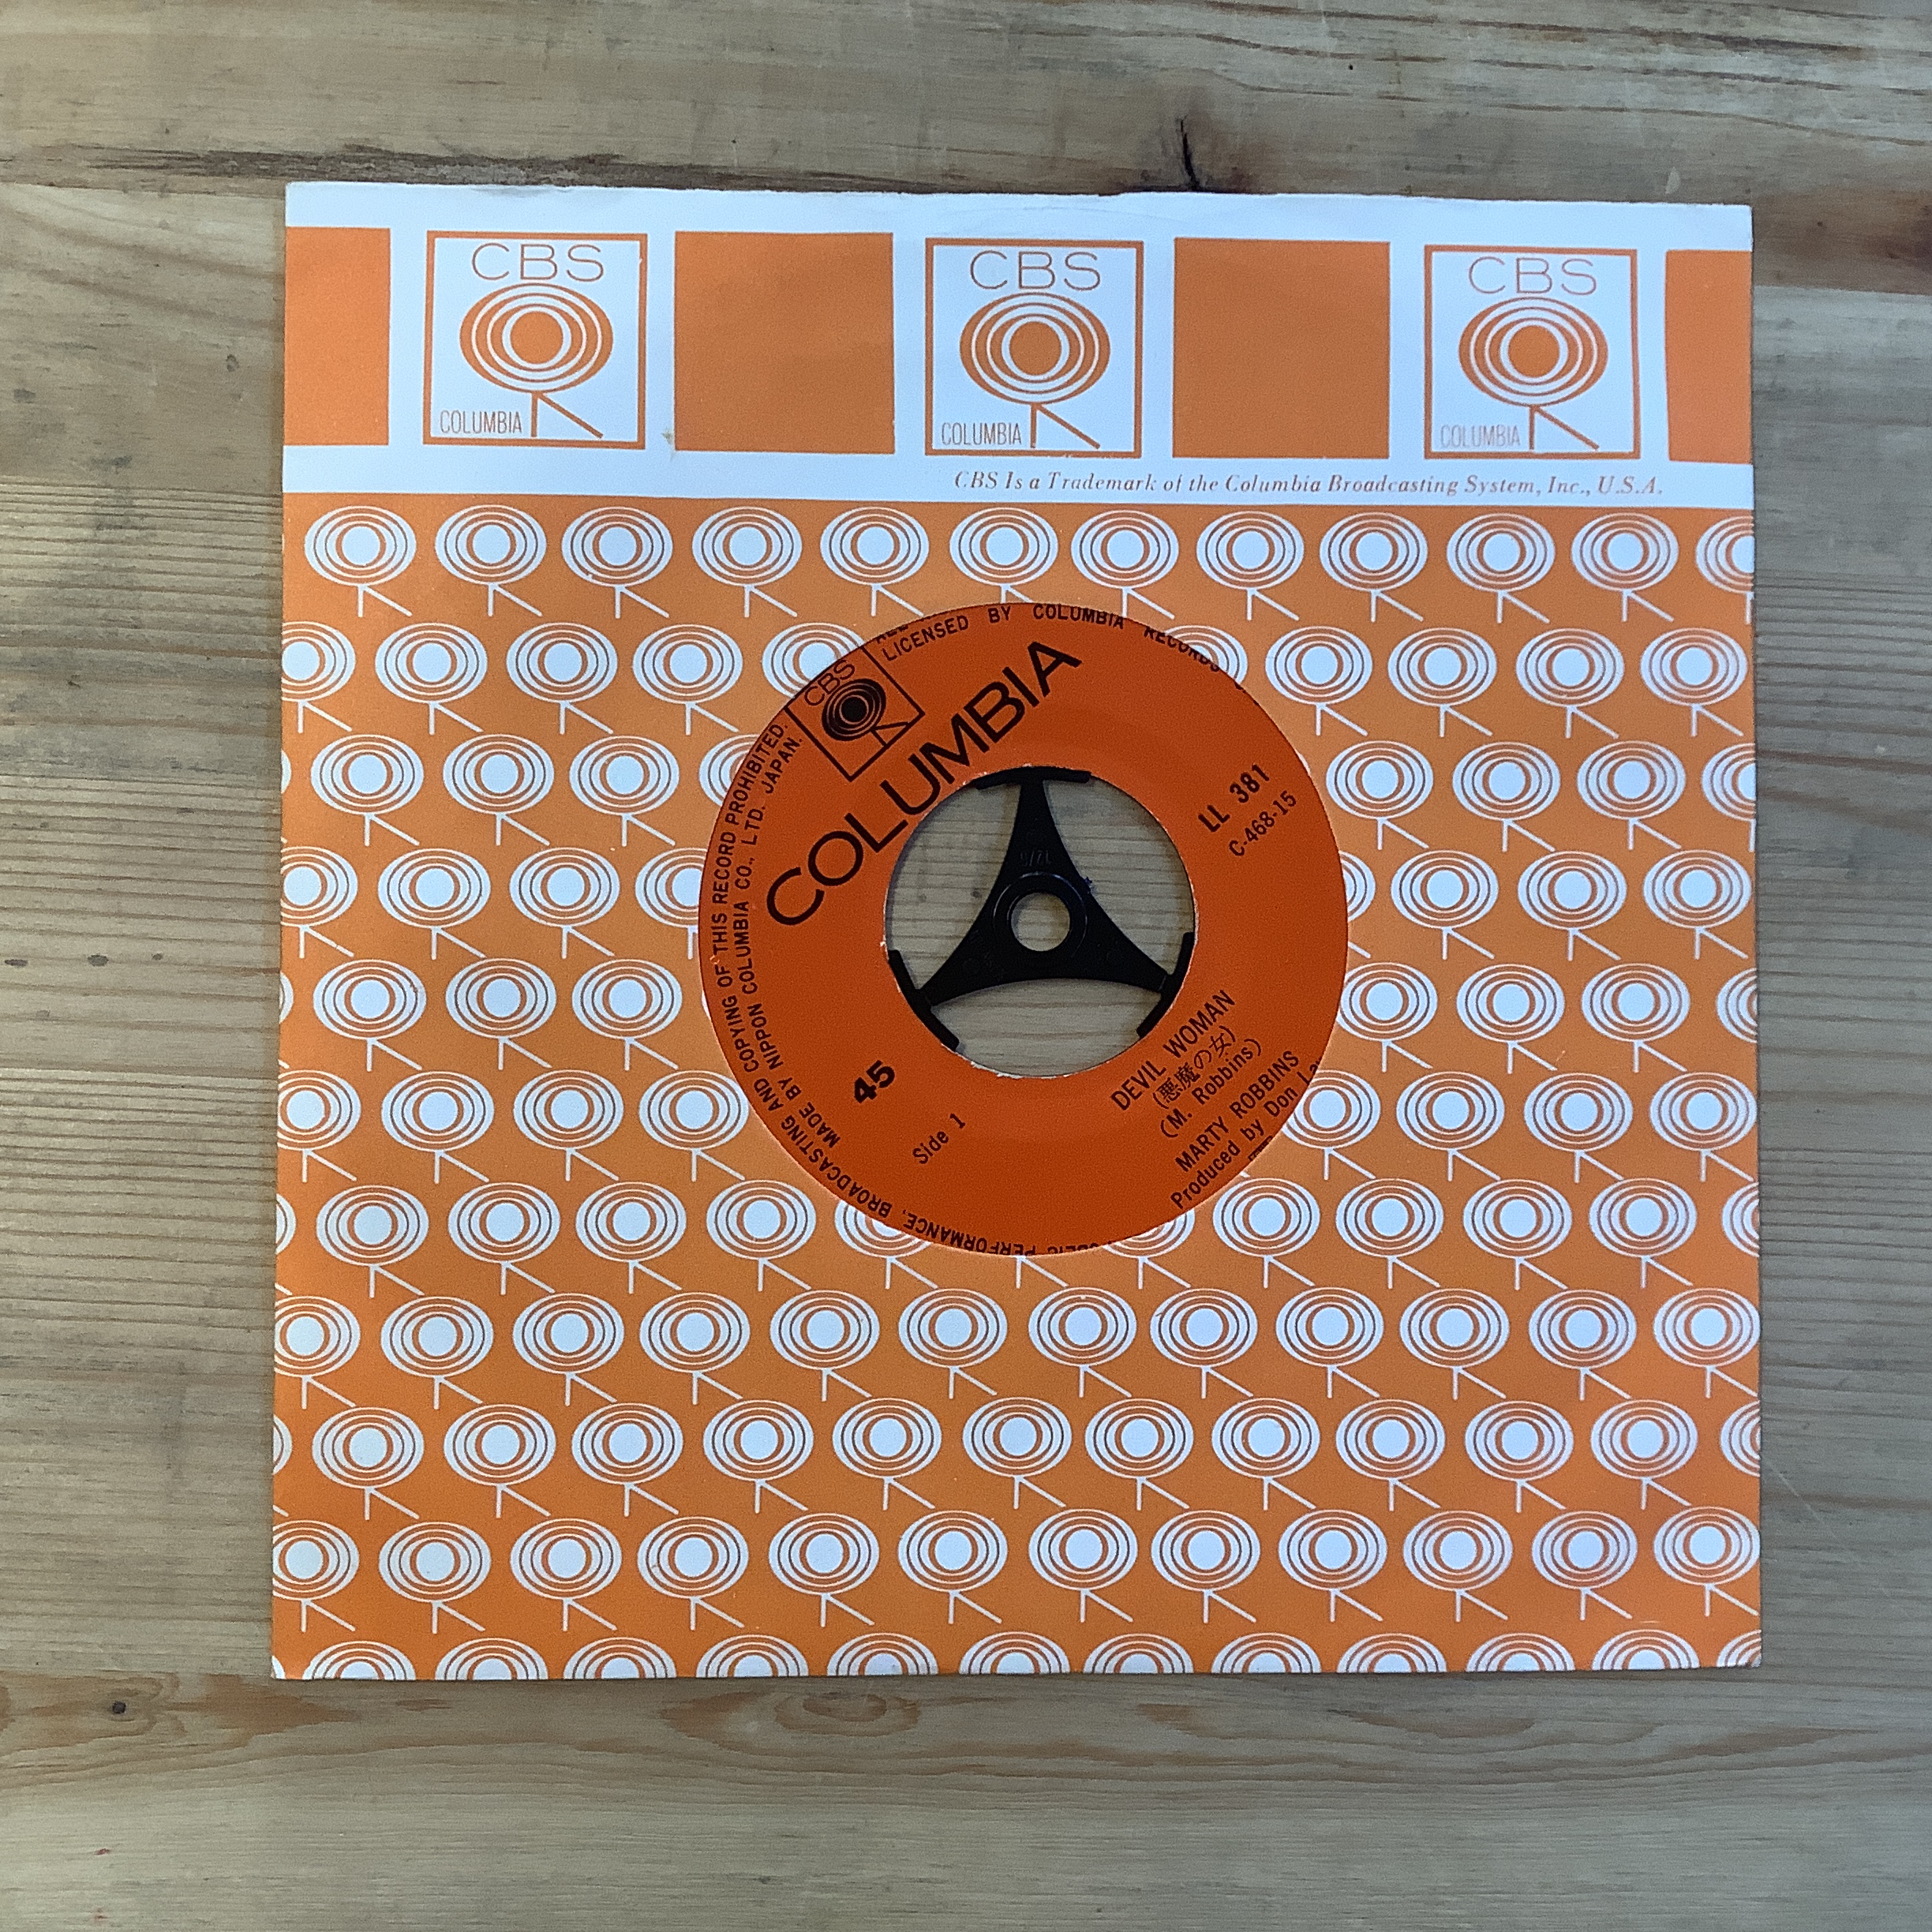 CBS
COLUMBIA
CBS
COLUMBIA
CBS
COLUMBIA
CBS Is a Trademark of the Columbia Broadcasting System, Inc., U.S.A.
LICENSED BY COLUMBIA RECORDS
CBS
COLUMBIA
LL 381
C-468-15
45
Side 1
DEVIL WOMAN
(悪魔の女)
(M. Robbins)
MARTY ROBBINS
Produced by Don
PERFORMANCE, BROADCASTING AND COPYING OF THIS RECORD PROHIBITED.
MADE BY NIPPON COLUMBIA CO., LTD. JAPAN.